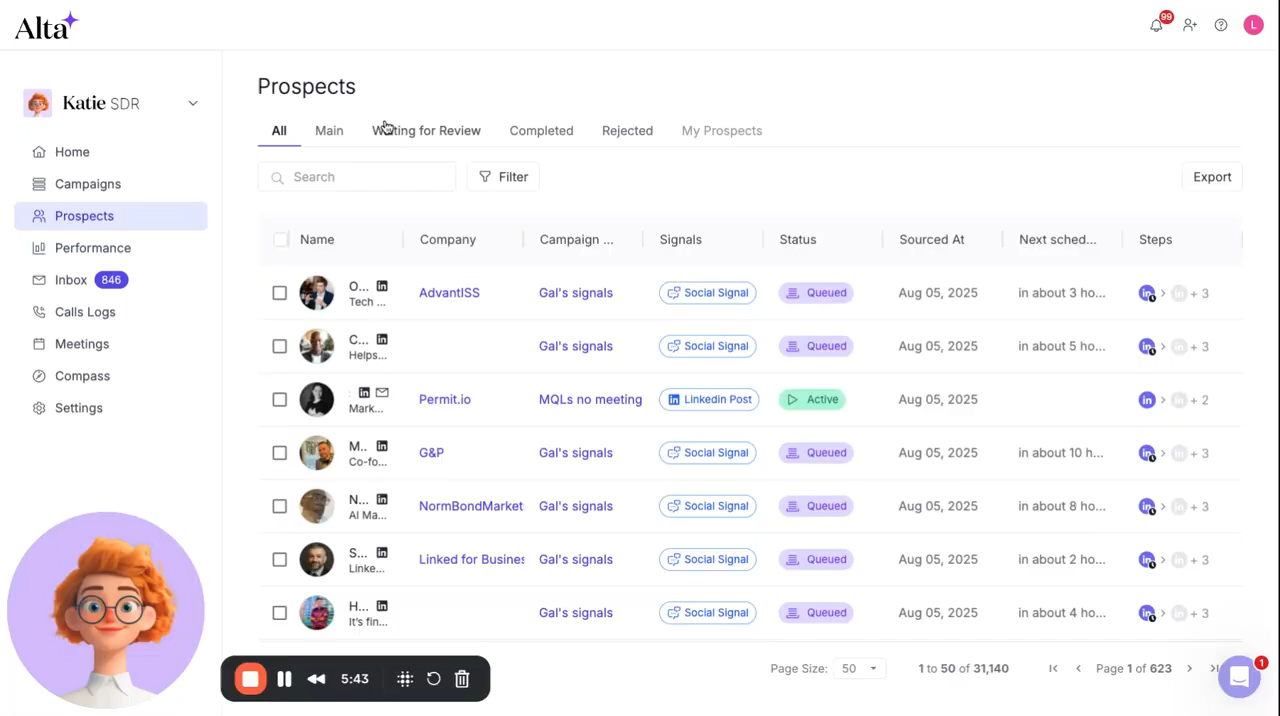 Alta
99
L
Katie SDR
Home
Campaigns
Prospects
Performance
Inbox 846
Calls Logs
Meetings
Compass
Settings
Prospects
All Main Waiting for Review Completed Rejected My Prospects
Search Filter Export
Name Company Campaign ... Signals Status Sourced At Next sched... Steps
O... AdvantISS Gal's signals Social Signal Queued Aug 05, 2025 in about 3 ho... + 3
Tech ...
C... Gal's signals Social Signal Queued Aug 05, 2025 in about 5 ho... + 3
Helps...
Permit.io MQLs no meeting Linkedin Post Active Aug 05, 2025 + 2
Mark...
M... G&P Gal's signals Social Signal Queued Aug 05, 2025 in about 10 h... + 3
Co-fo...
N... NormBondMarket Gal's signals Social Signal Queued Aug 05, 2025 in about 8 ho... + 3
AI Ma...
S... Linked for Busines Gal's signals Social Signal Queued Aug 05, 2025 in about 2 ho... + 3
Linke...
H... Gal's signals Social Signal Queued Aug 05, 2025 in about 4 ho... + 3
It's fin...
5:43
Page Size: 50 1 to 50 of 31,140 Page 1 of 623
1